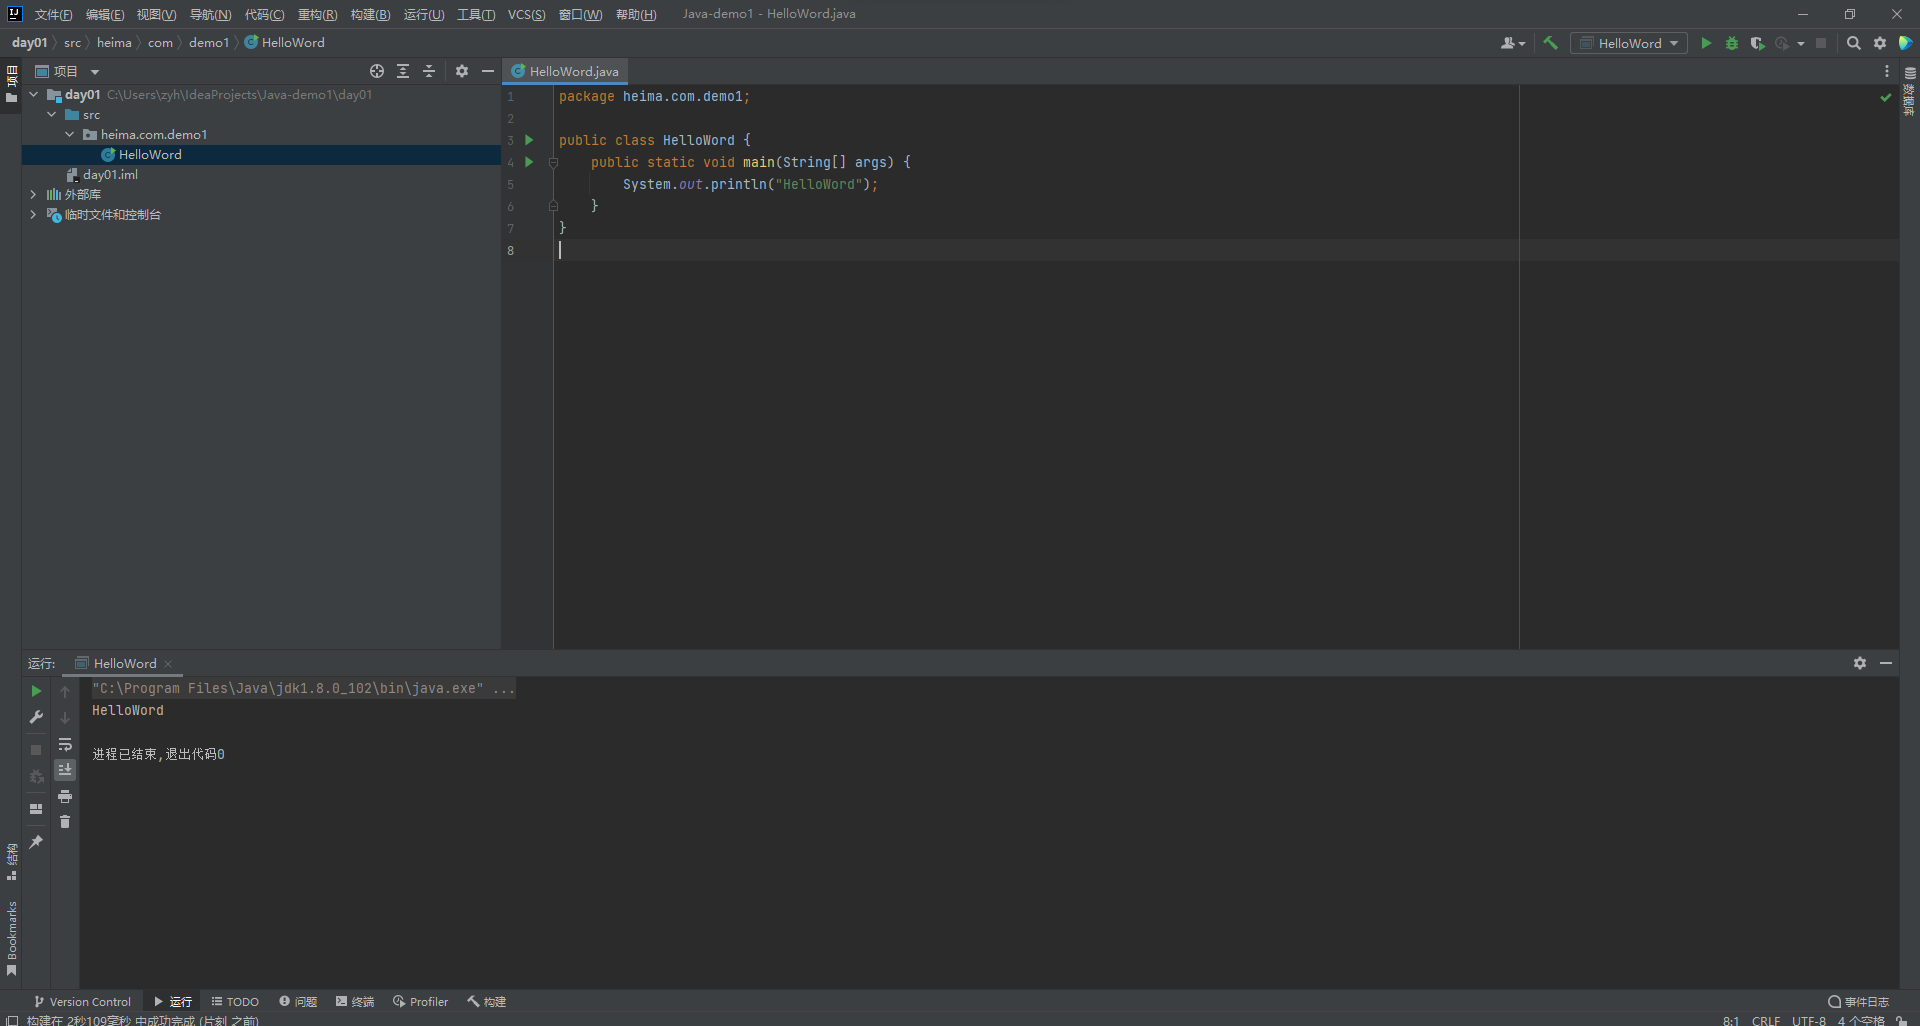 文件(F) 编辑(E) 视图(V) 导航(N) 代码(C) 重构(R) 构建(B) 运行(U) 工具(T) VCS(S) 窗口(W) 帮助(H) Java-demo1 - HelloWord.java
day01 src heima com demo1 HelloWord
HelloWord
项目
项目
HelloWord.java
数据库
day01 C:\Users\zyh\IdeaProjects\Java-demo1\day01
src
heima.com.demo1
HelloWord
day01.iml
外部库
临时文件和控制台
1 package heima.com.demo1;
2
3 public class HelloWord {
4 public static void main(String[] args) {
5 System.out.println("HelloWord");
6 }
7 }
8
运行: HelloWord
"C:\Program Files\Java\jdk1.8.0_102\bin\java.exe" ...
HelloWord
进程已结束,退出代码0
结构
Bookmarks
Version Control 运行 TODO 问题 终端 Profiler 构建 事件日志
构建在 2秒109毫秒 中成功完成 (片刻 之前) 8:1 CRLF UTF-8 4 个空格